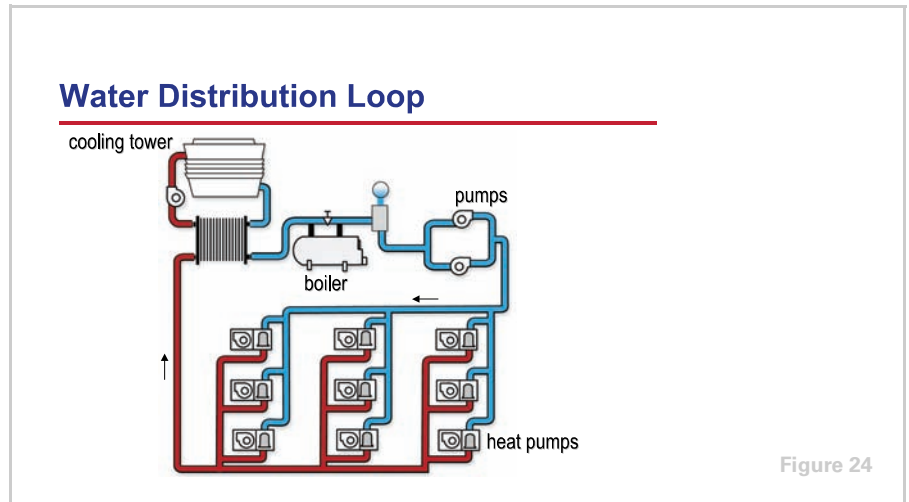 Water Distribution Loop
cooling tower
pumps
boiler
heat pumps
Figure 24